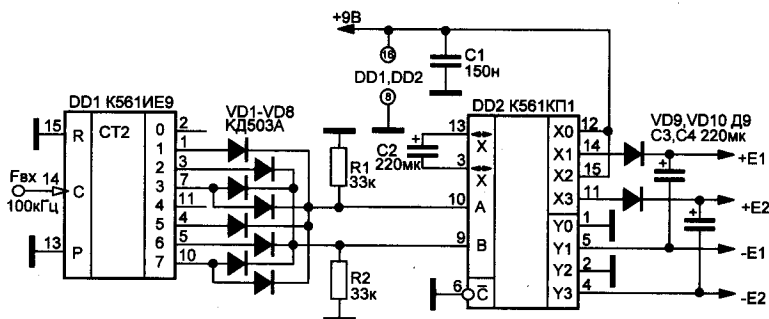 +9В
16
DD1,DD2
8
C1
150н
DD1 К561ИЕ9
VD1-VD8
КД503А
DD2 К561КП1
VD9,VD10 Д9
C3,C4 220мк
15
R
CT2
0
2
1
1
2
3
3
7
4
11
5
4
6
5
7
10
Fвх
14
C
100кГц
13
P
R1
33к
R2
33к
C2
220мк
13
X
3
X
10
A
9
B
6
C
X0
12
X1
14
X2
15
X3
11
Y0
1
Y1
5
Y2
2
Y3
4
+E1
+E2
-E1
-E2